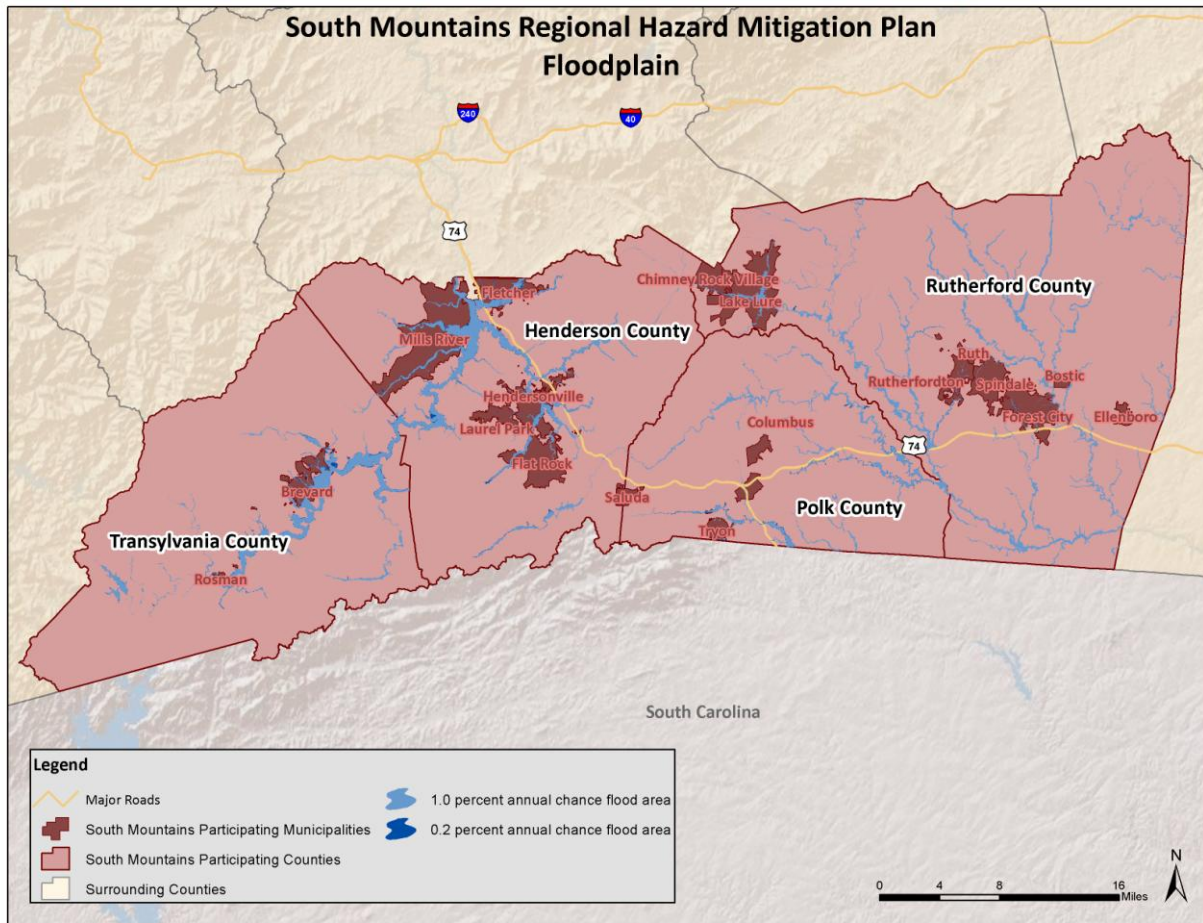 South Mountains Regional Hazard Mitigation Plan
Floodplain
240
40
74
Chimney Rock Village
Rutherford County
Fletcher
Lake Lure
Henderson County
Mills River
Ruth
Rutherfordton
Spindale
Bostic
Hendersonville
Forest City
Ellenboro
Laurel Park
Columbus
74
Flat Rock
Brevard
Saluda
Polk County
Tryon
Transylvania County
Rosman
South Carolina
Legend
Major Roads
South Mountains Participating Municipalities
South Mountains Participating Counties
Surrounding Counties
1.0 percent annual chance flood area
0.2 percent annual chance flood area
N
0 4 8 16
Miles